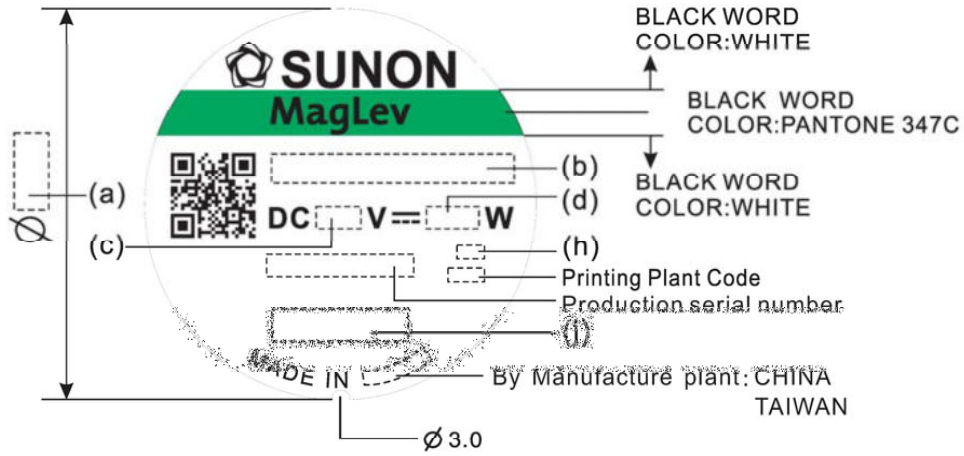 BLACK WORD
COLOR:WHITE
SUNON
MagLev
BLACK WORD
COLOR:PANTONE 347C
(b)
(a)
Ø
BLACK WORD
COLOR:WHITE
DC V W
(d)
(c)
(h)
Printing Plant Code
Production serial number
MADE IN
By Manufacture plant: CHINA
TAIWAN
Ø 3.0